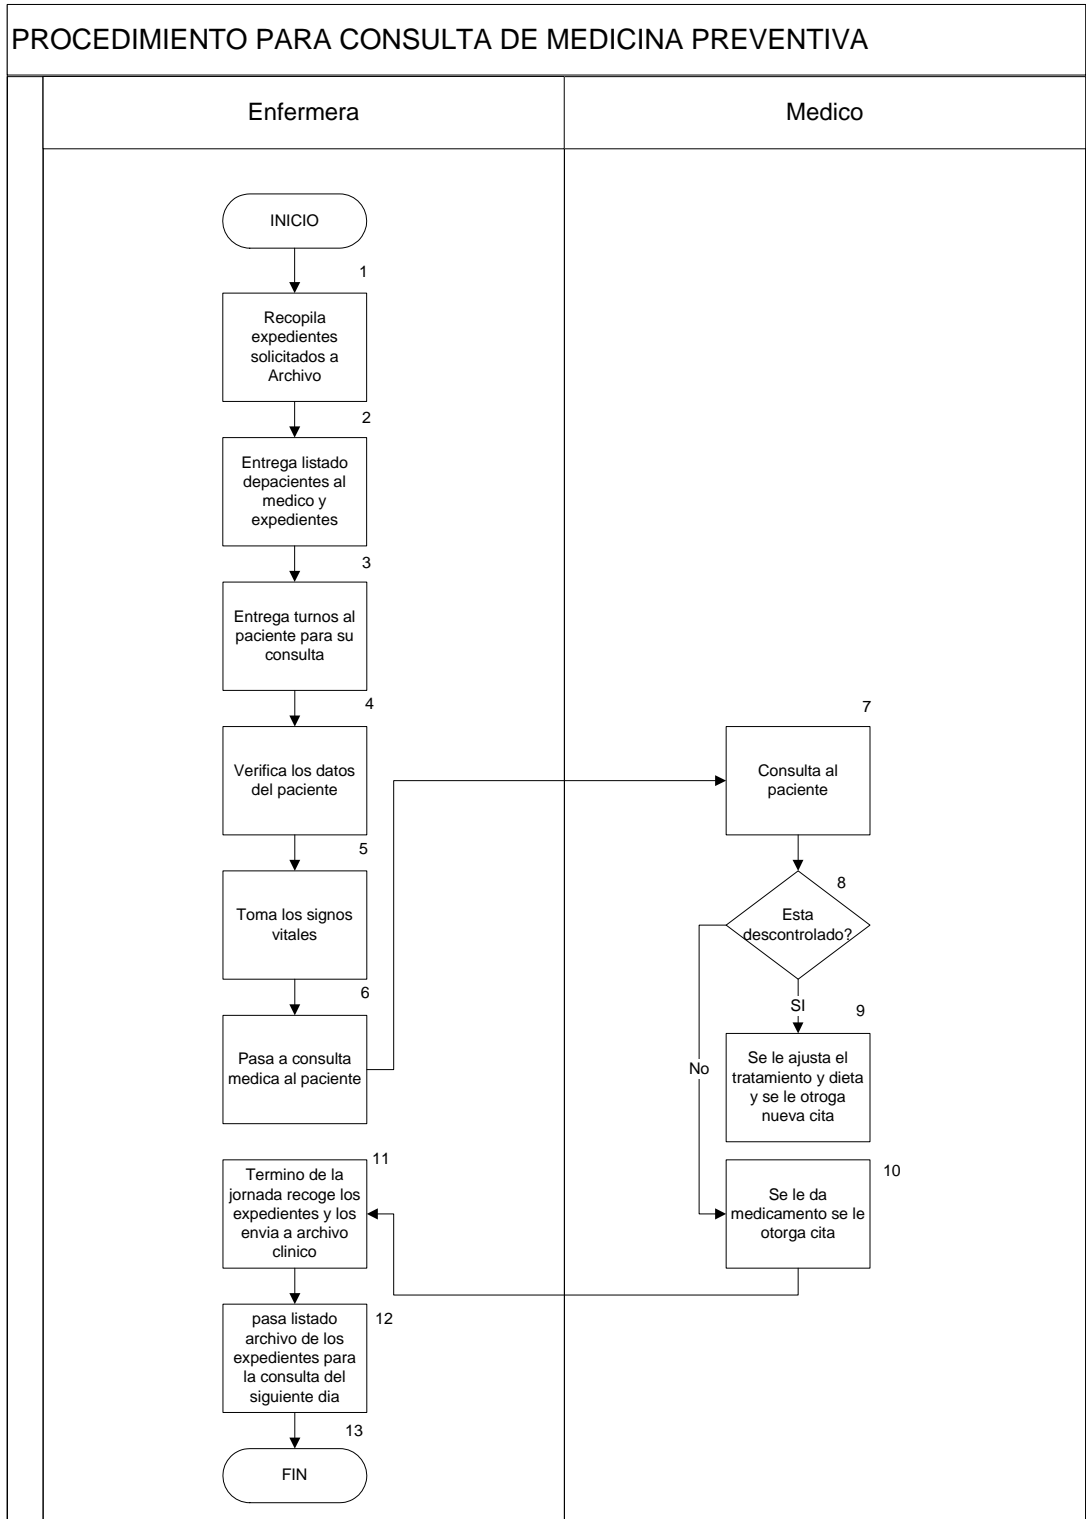 PROCEDIMIENTO PARA CONSULTA DE MEDICINA PREVENTIVA
Enfermera
Medico
INICIO
1
Recopila
expedientes
solicitados a
Archivo
2
Entrega listado
depacientes al
medico y
expedientes
3
Entrega turnos al
paciente para su
consulta
4
Verifica los datos
del paciente
5
Toma los signos
vitales
6
Pasa a consulta
medica al paciente
7
Consulta al
paciente
8
Esta
descontrolado?
SI
No
9
Se le ajusta el
tratamiento y dieta
y se le otroga
nueva cita
10
Se le da
medicamento se le
otorga cita
11
Termino de la
jornada recoge los
expedientes y los
envia a archivo
clinico
12
pasa listado
archivo de los
expedientes para
la consulta del
siguiente dia
13
FIN